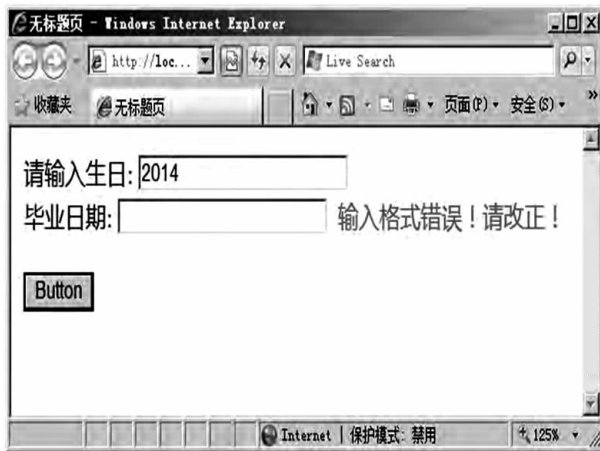 无标题页 - Windows Internet Explorer
http://loc... Live Search
收藏夹 无标题页 页面(P) 安全(S) »
请输入生日: 2014
毕业日期: 输入格式错误！请改正！
Button
Internet | 保护模式: 禁用 125%